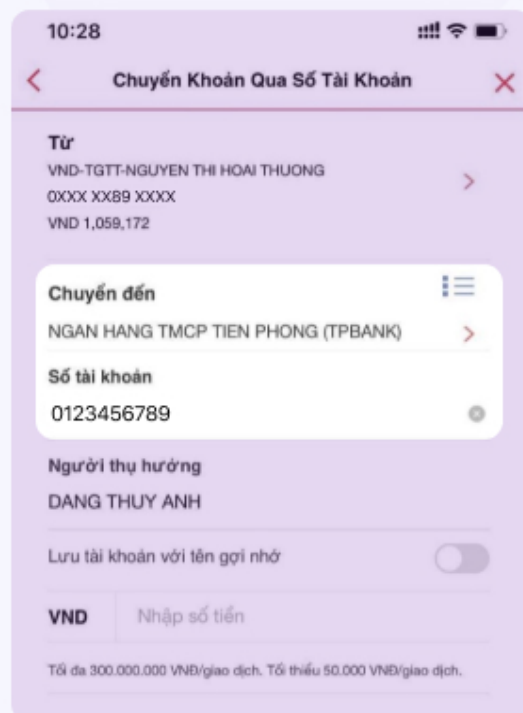 10:28
Chuyển Khoản Qua Số Tài Khoản
Từ
VND-TGTT-NGUYEN THI HOAI THUONG
0XXX XX89 XXXX
VND 1,059,172
Chuyển đến
NGAN HANG TMCP TIEN PHONG (TPBANK)
Số tài khoản
0123456789
Người thụ hưởng
DANG THUY ANH
Lưu tài khoản với tên gợi nhớ
VND Nhập số tiền
Tối đa 300.000.000 VNĐ/giao dịch. Tối thiểu 50.000 VNĐ/giao dịch.